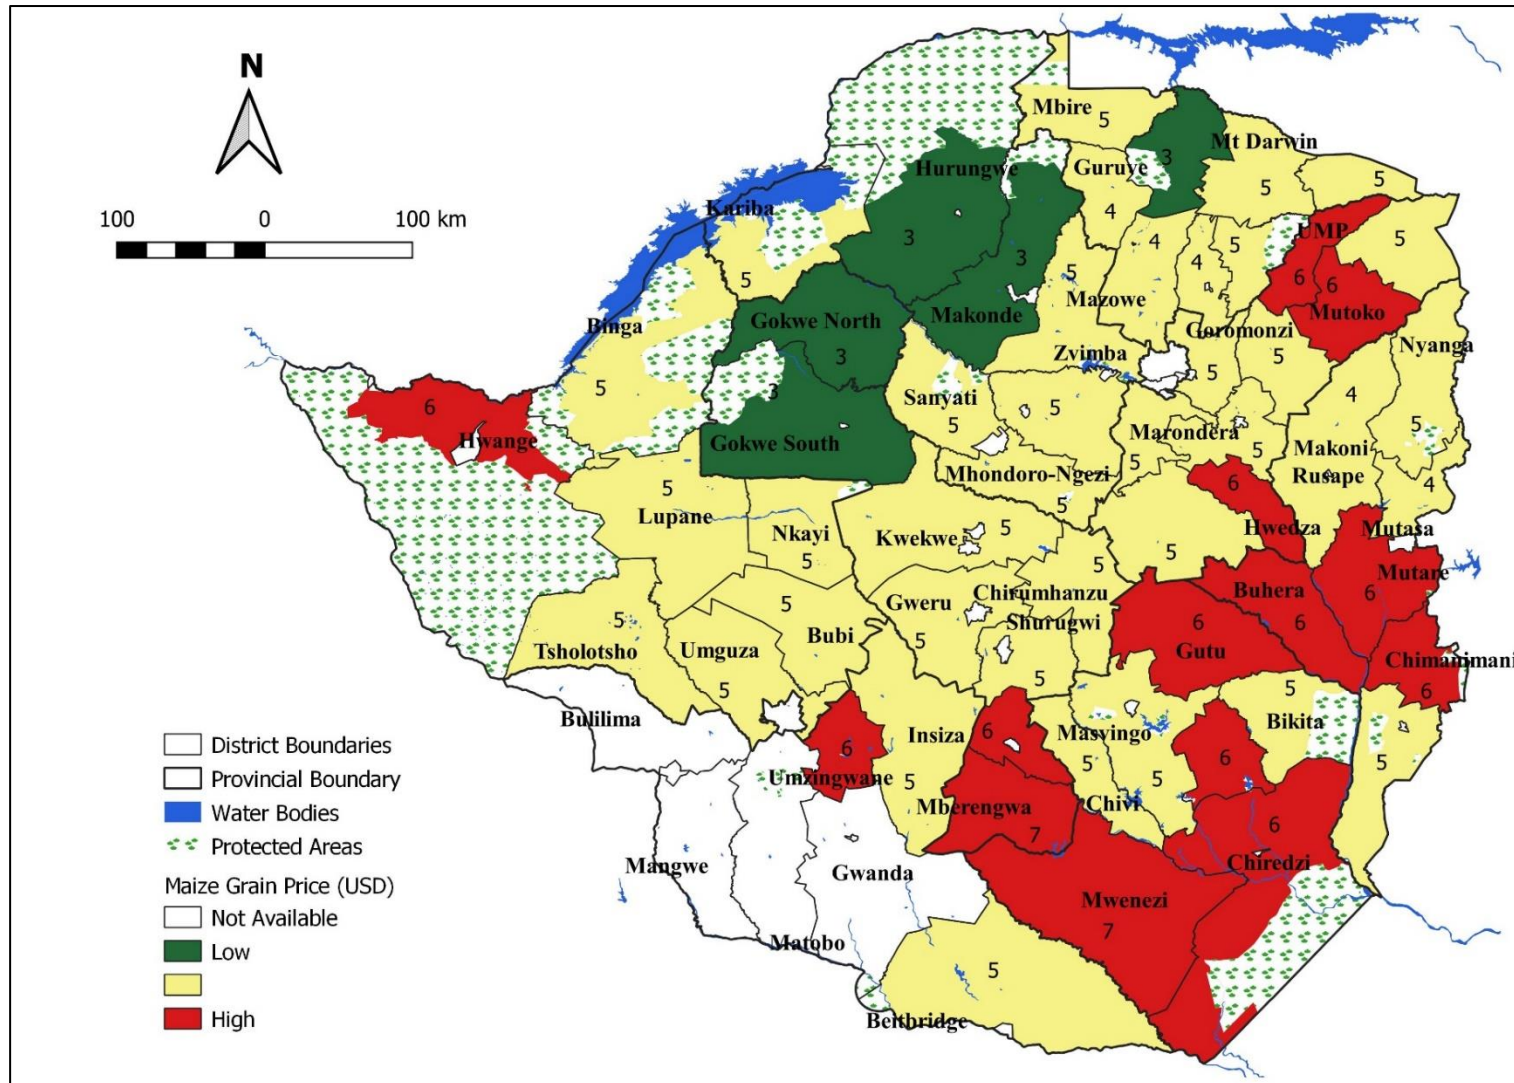 N
100 0 100 km
Mbire
5
Mt Darwin
3
Hurungwe
Guruve
5
5
Kariba
4
UMP
3
3
4
5
5
5
5
4
6
6
Mazowe
Binga
Gokwe North
Makonde
Mutoko
Goromonzi
Nyanga
3
Zvimba
5
5
5
3
Sanyati
4
6
5
5
Hwange
Gokwe South
Marondera
5
Makoni
5
5
Mhondoro-Ngezi
Rusape
5
6
4
Lupane
5
Nkayi
Kwekwe
5
Hwedza
Mutasa
5
5
5
Mutare
Gweru
Chirumhanzu
Buhera
6
5
5
Shurugwi
6
6
Tsholotsho
Umguza
Bubi
5
Gutu
Chimanimani
5
5
5
6
Bulilima
Bikita
Insiza
6
Masvingo
6
6
5
5
5
Umzingwane
5
Mberengwa
Chivi
7
6
Chiredzi
Mangwe
Gwanda
Mwenezi
7
Matobo
5
Beitbridge
District Boundaries
Provincial Boundary
Water Bodies
Protected Areas
Maize Grain Price (USD)
Not Available
Low
High